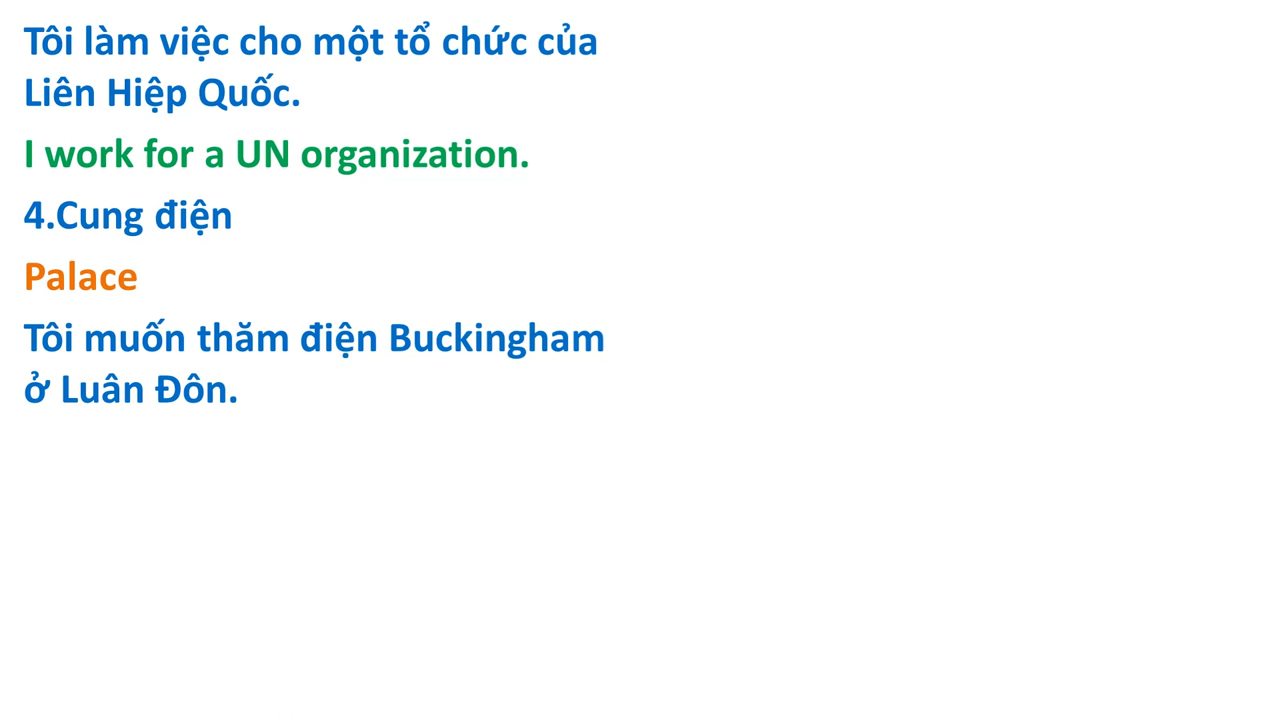 Tôi làm việc cho một tổ chức của
Liên Hiệp Quốc.
I work for a UN organization.
4.Cung điện
Palace
Tôi muốn thăm điện Buckingham
ở Luân Đôn.